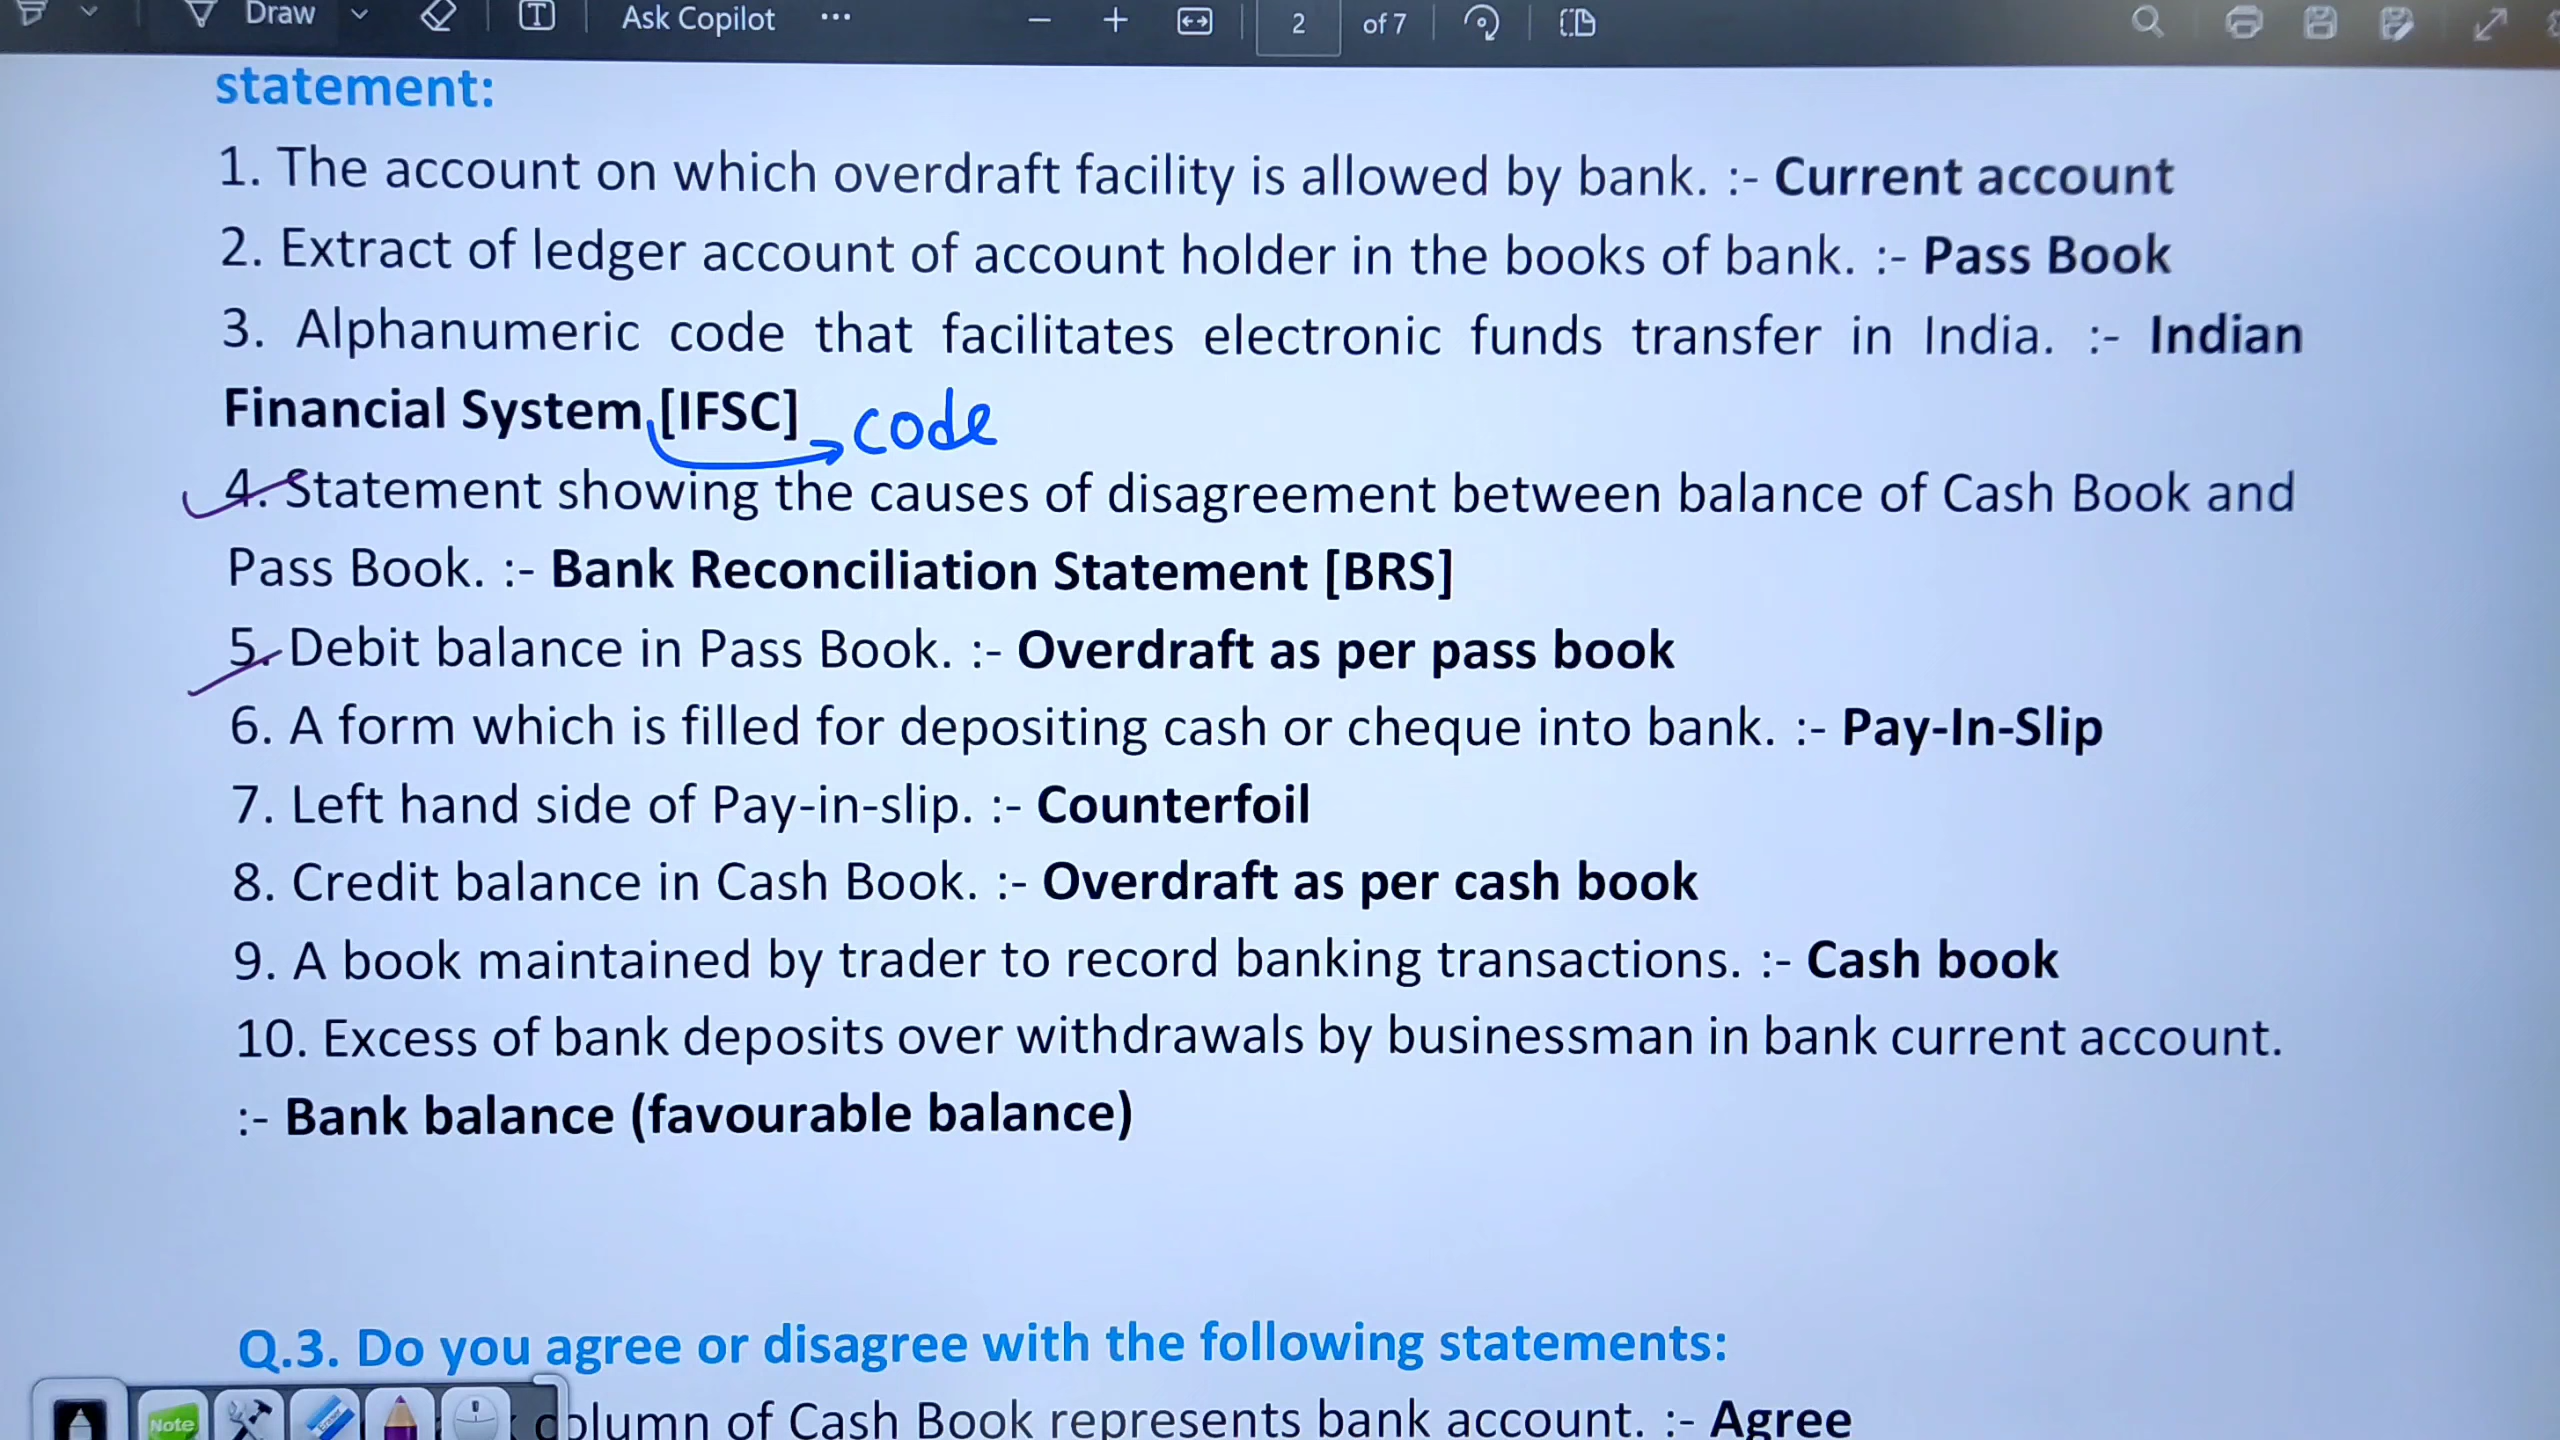 Draw
Ask Copilot
2 of 7
statement:
1. The account on which overdraft facility is allowed by bank. :- Current account
2. Extract of ledger account of account holder in the books of bank. :- Pass Book
3. Alphanumeric code that facilitates electronic funds transfer in India. :- Indian
Financial System [IFSC] code
4. Statement showing the causes of disagreement between balance of Cash Book and
Pass Book. :- Bank Reconciliation Statement [BRS]
5. Debit balance in Pass Book. :- Overdraft as per pass book
6. A form which is filled for depositing cash or cheque into bank. :- Pay-In-Slip
7. Left hand side of Pay-in-slip. :- Counterfoil
8. Credit balance in Cash Book. :- Overdraft as per cash book
9. A book maintained by trader to record banking transactions. :- Cash book
10. Excess of bank deposits over withdrawals by businessman in bank current account.
:- Bank balance (favourable balance)
Q.3. Do you agree or disagree with the following statements:
column of Cash Book represents bank account. :- Agree
Note